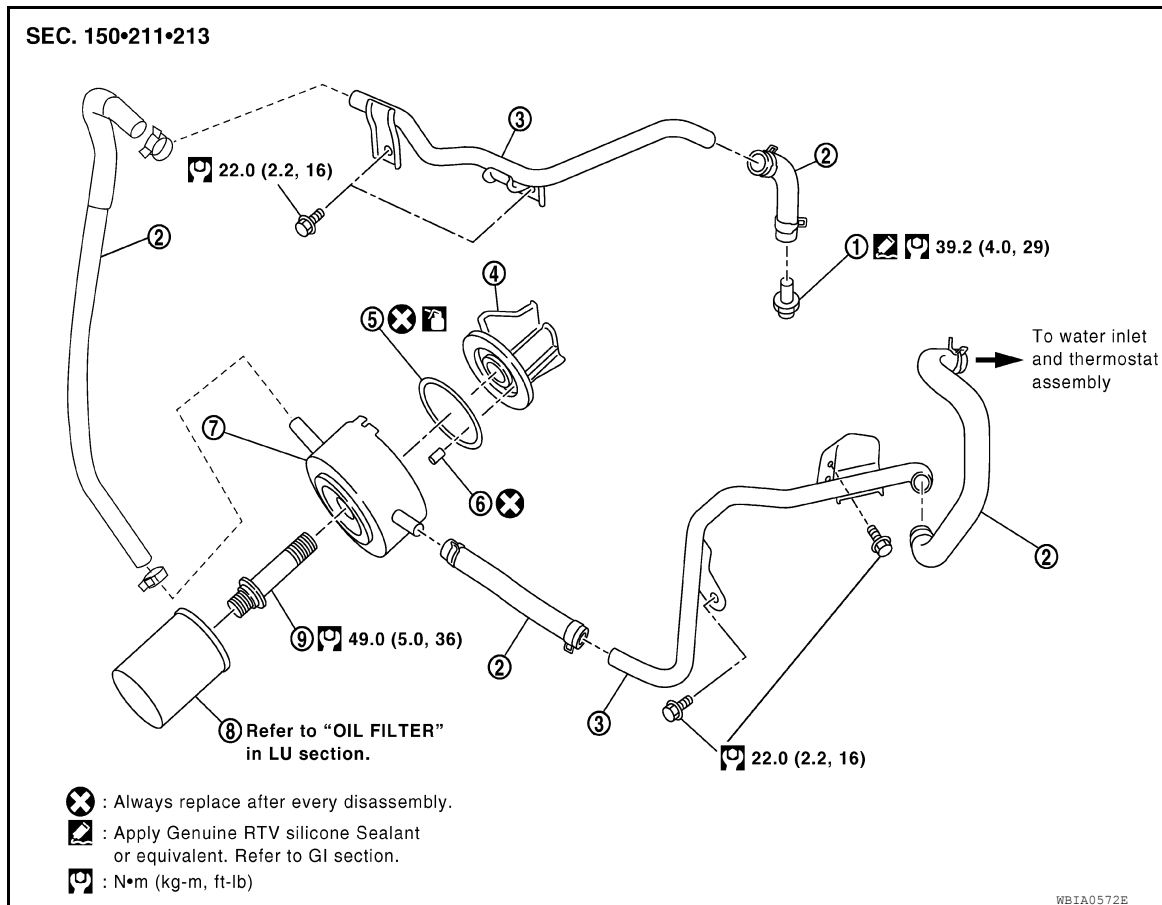 SEC. 150•211•213
③
② 
22.0 (2.2, 16)
②
① 39.2 (4.0, 29)
④
⑤
To water inlet
and thermostat
assembly
⑦
⑥
②
⑨ 49.0 (5.0, 36)
②
③
⑧ Refer to “OIL FILTER”
in LU section.
22.0 (2.2, 16)
: Always replace after every disassembly.
: Apply Genuine RTV silicone Sealant
or equivalent. Refer to GI section.
: N•m (kg-m, ft-lb)
WBIA0572E